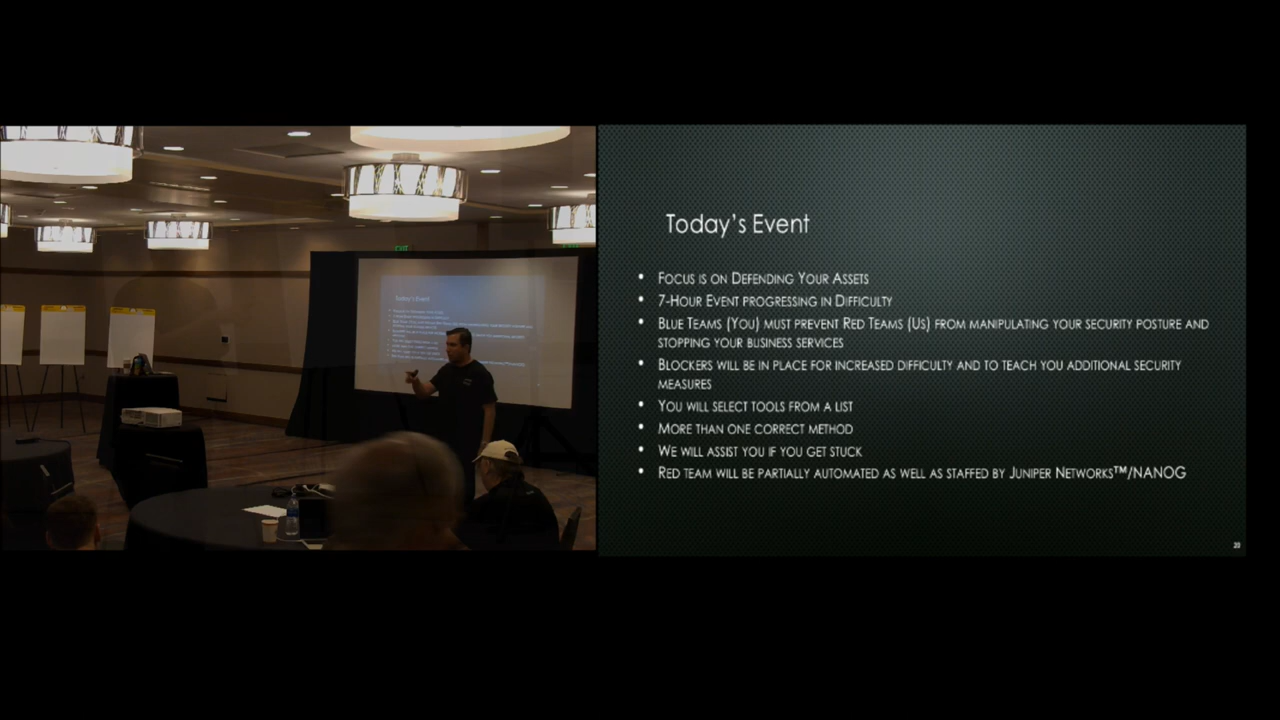 EXIT
Today's Event
Today's Event
• Focus is on Defending Your Assets
• 7-Hour Event progressing in Difficulty
• Blue Teams (You) must prevent Red Teams (Us) from manipulating your security posture and
stopping your business services
• Blockers will be in place for increased difficulty and to teach you additional security
measures
• You will select tools from a list
• More than one correct method
• We will assist you if you get stuck
• Red team will be partially automated as well as staffed by Juniper Networks™/NANOG
20